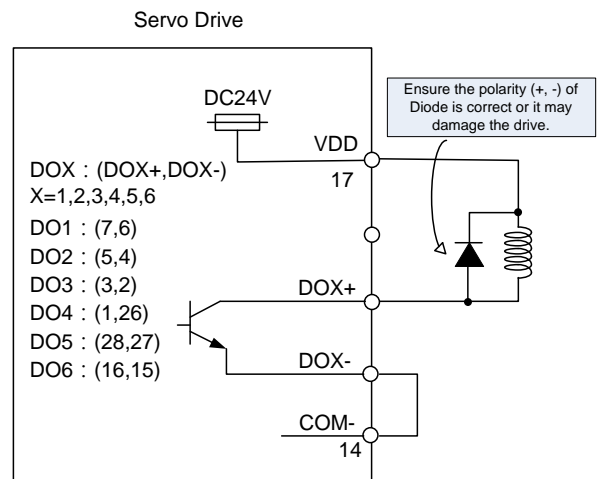 Servo Drive
Ensure the polarity (+, -) of
Diode is correct or it may
damage the drive.
DC24V
VDD
17
DOX : (DOX+,DOX-)
X=1,2,3,4,5,6
DO1 : (7,6)
DO2 : (5,4)
DO3 : (3,2)
DO4 : (1,26)
DO5 : (28,27)
DO6 : (16,15)
DOX+
DOX-
COM-
14